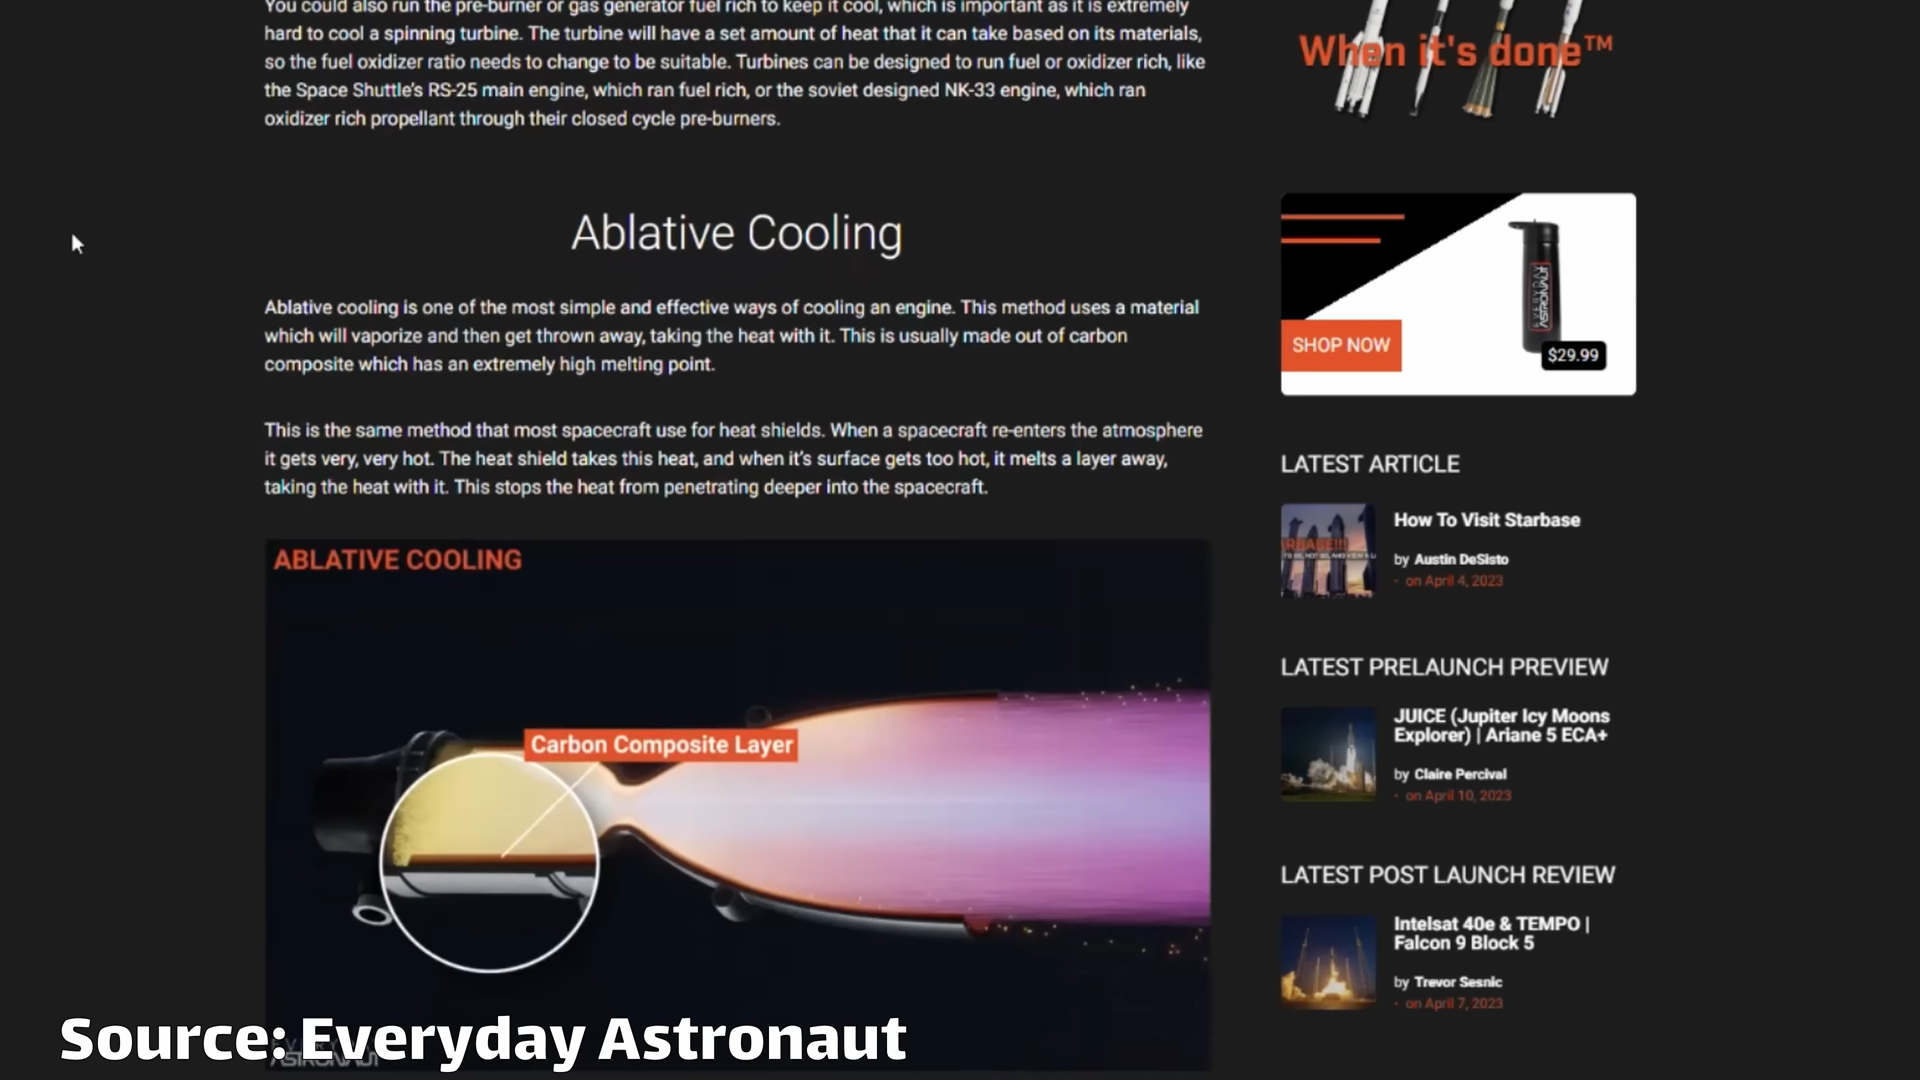 You could also run the pre-burner or gas generator fuel rich to keep it cool, which is important as it is extremely
hard to cool a spinning turbine. The turbine will have a set amount of heat that it can take based on its materials,
so the fuel oxidizer ratio needs to change to be suitable. Turbines can be designed to run fuel or oxidizer rich, like
the Space Shuttle's RS-25 main engine, which ran fuel rich, or the soviet designed NK-33 engine, which ran
oxidizer rich propellant through their closed cycle pre-burners.
Ablative Cooling
Ablative cooling is one of the most simple and effective ways of cooling an engine. This method uses a material
which will vaporize and then get thrown away, taking the heat with it. This is usually made out of carbon
composite which has an extremely high melting point.
This is the same method that most spacecraft use for heat shields. When a spacecraft re-enters the atmosphere
it gets very, very hot. The heat shield takes this heat, and when it's surface gets too hot, it melts a layer away,
taking the heat with it. This stops the heat from penetrating deeper into the spacecraft.
ABLATIVE COOLING
Carbon Composite Layer
When it's done™
EVERYDAY
ASTRONAUT
SHOP NOW
$29.99
LATEST ARTICLE
How To Visit Starbase
by Austin DeSisto
- on April 4, 2023
LATEST PRELAUNCH PREVIEW
JUICE (Jupiter Icy Moons
Explorer) | Ariane 5 ECA+
by Claire Percival
- on April 10, 2023
LATEST POST LAUNCH REVIEW
Intelsat 40e & TEMPO |
Falcon 9 Block 5
by Trevor Sesnic
- on April 7, 2023
Source: Everyday Astronaut